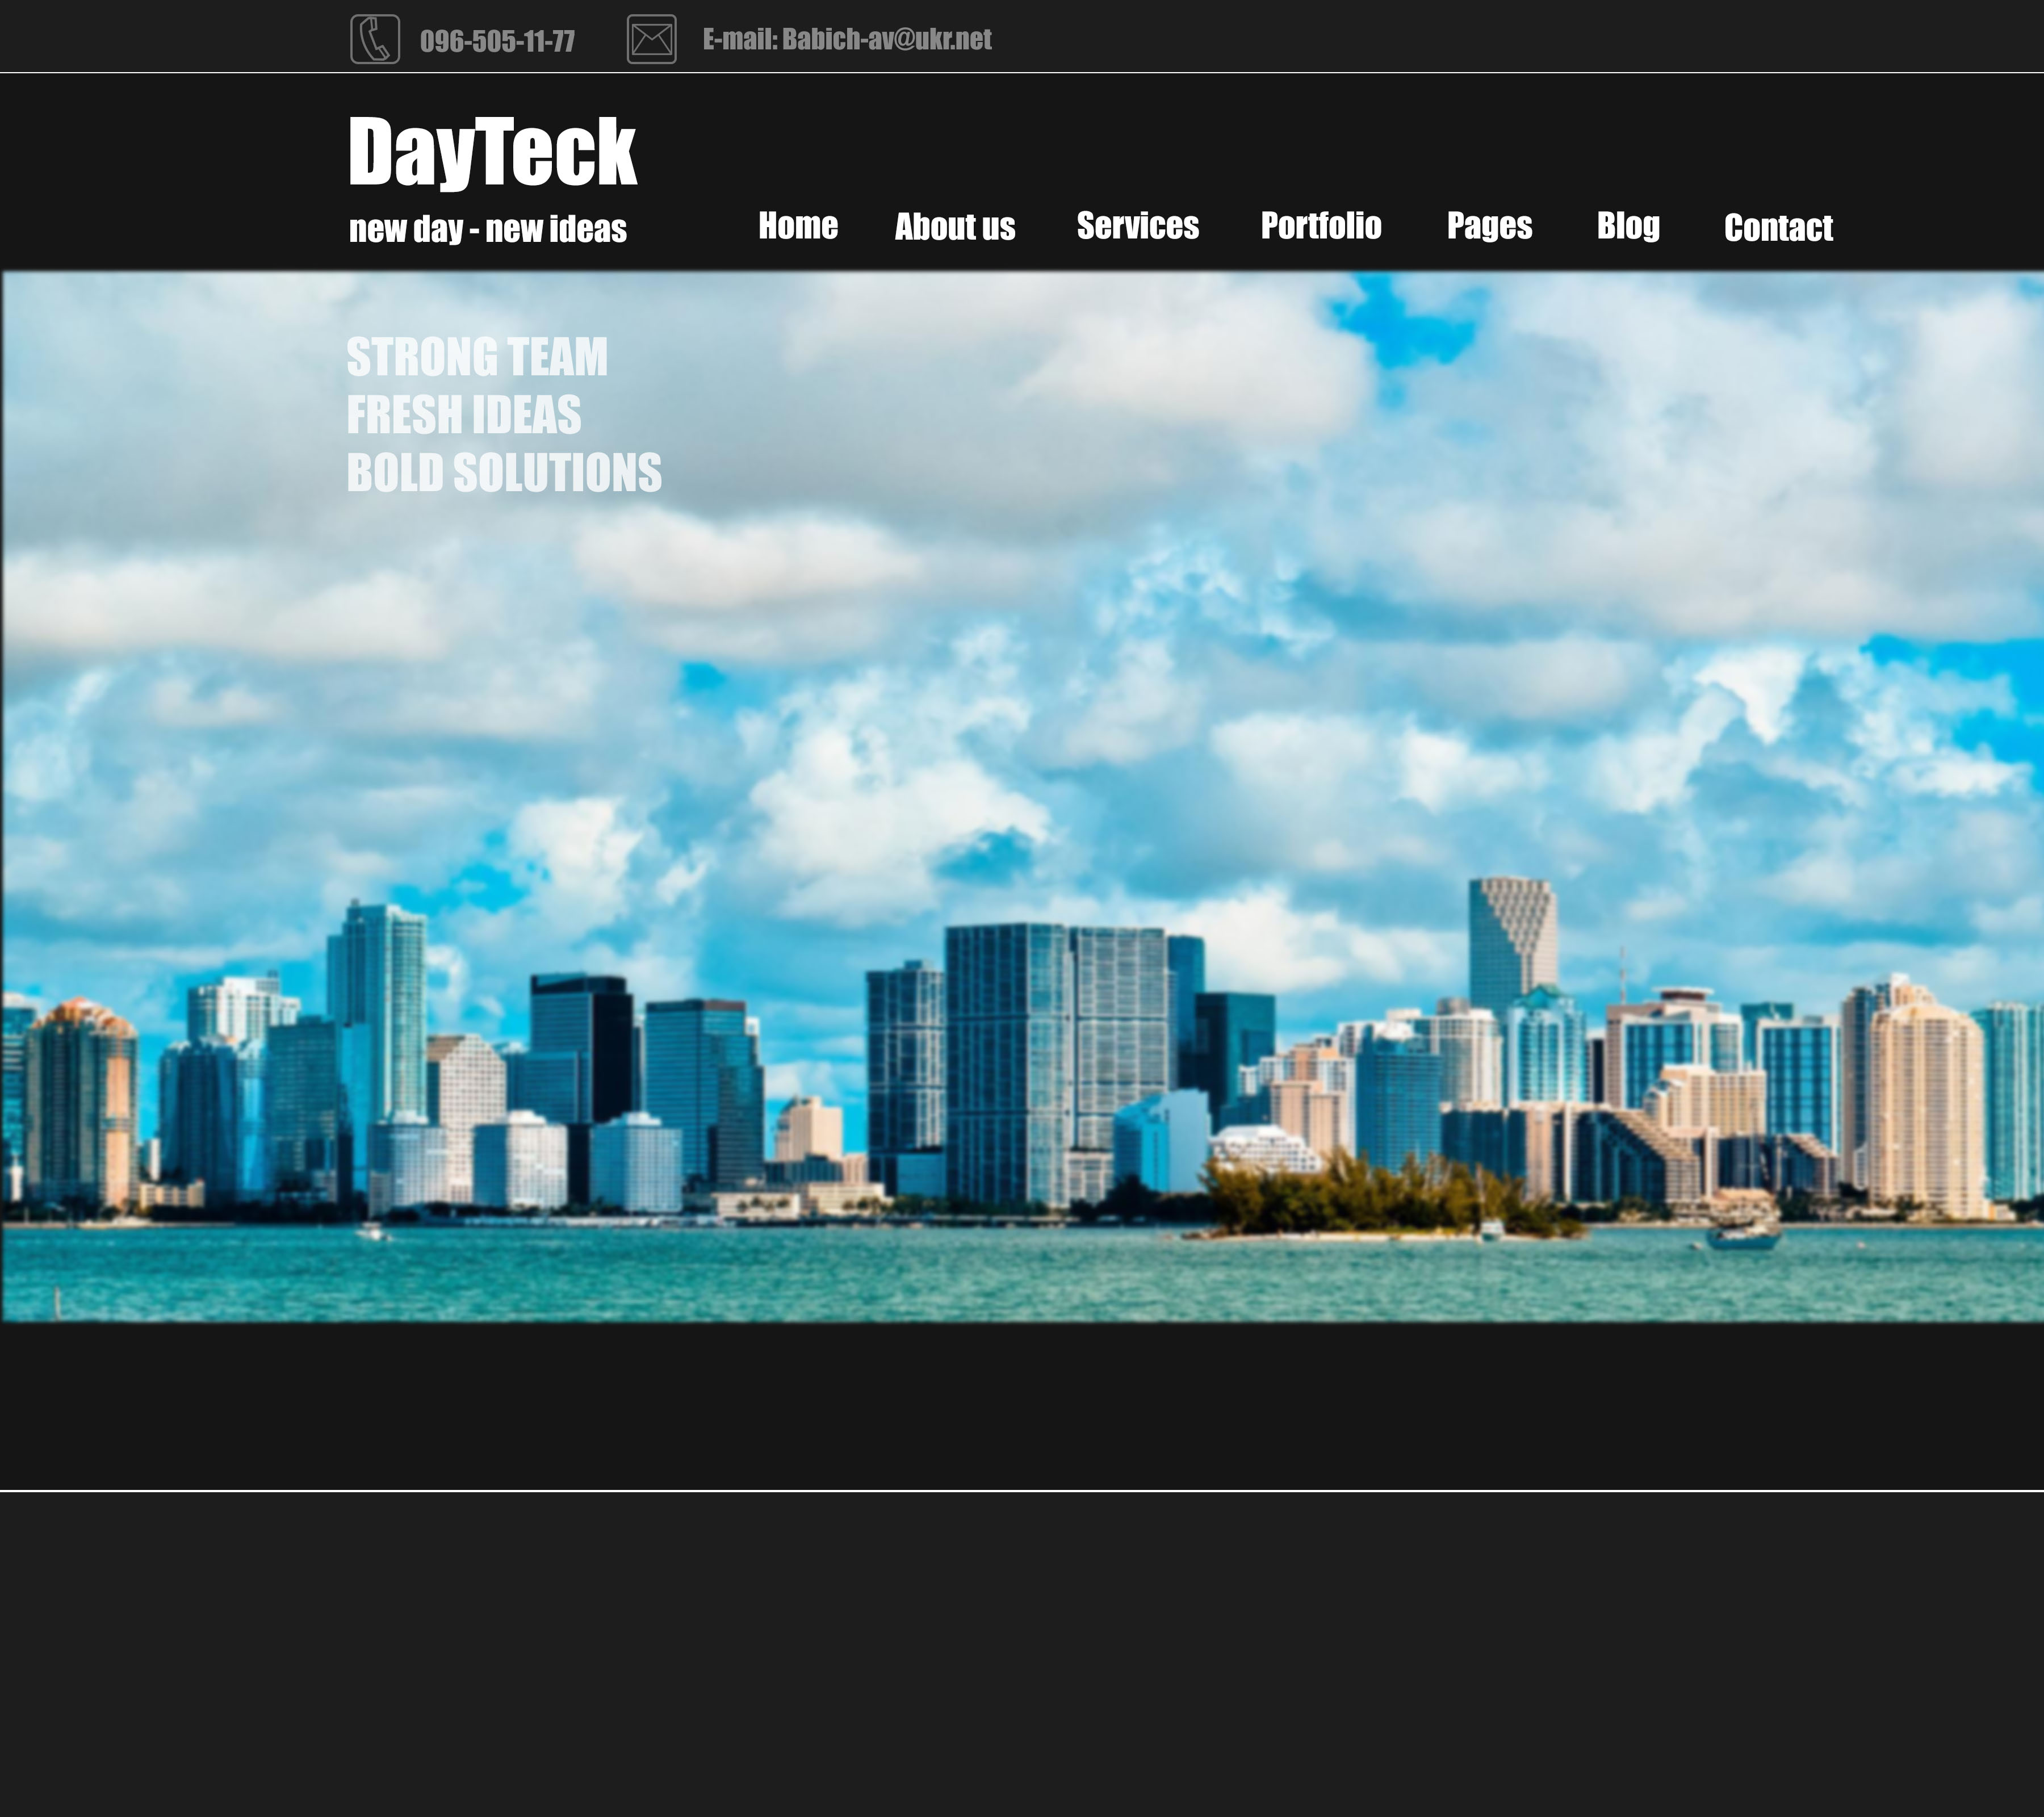 096-505-11-77 E-mail: Babich-av@ukr.net
DayTeck
new day - new ideas Home About us Services Portfolio Pages Blog Contact
STRONG TEAM
FRESH IDEAS
BOLD SOLUTIONS